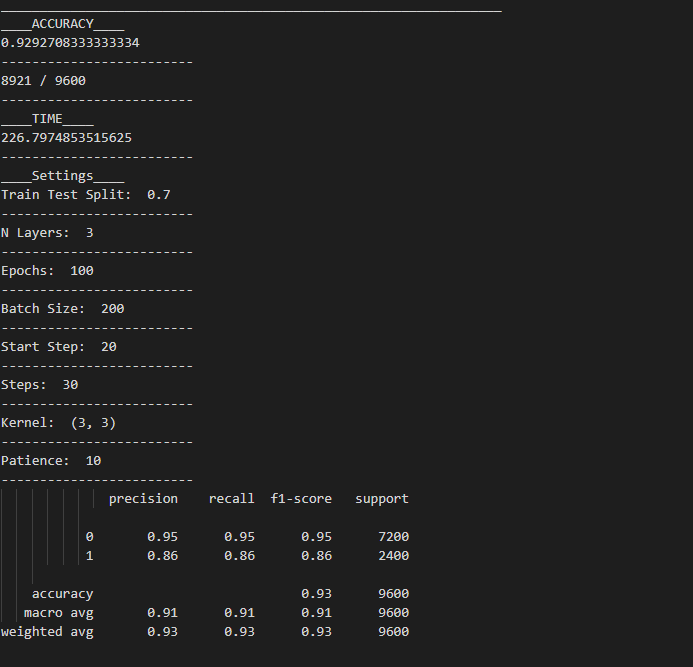 ____ACCURACY____
0.9292708333333334
-------------------------
8921 / 9600
-------------------------
____TIME____
226.7974853515625
-------------------------
____Settings____
Train Test Split:  0.7
-------------------------
N Layers:  3
-------------------------
Epochs:  100
-------------------------
Batch Size:  200
-------------------------
Start Step:  20
-------------------------
Steps:  30
-------------------------
Kernel:  (3, 3)
-------------------------
Patience:  10
-------------------------
              precision    recall  f1-score   support

           0       0.95      0.95      0.95      7200
           1       0.86      0.86      0.86      2400

    accuracy                           0.93      9600
   macro avg       0.91      0.91      0.91      9600
weighted avg       0.93      0.93      0.93      9600